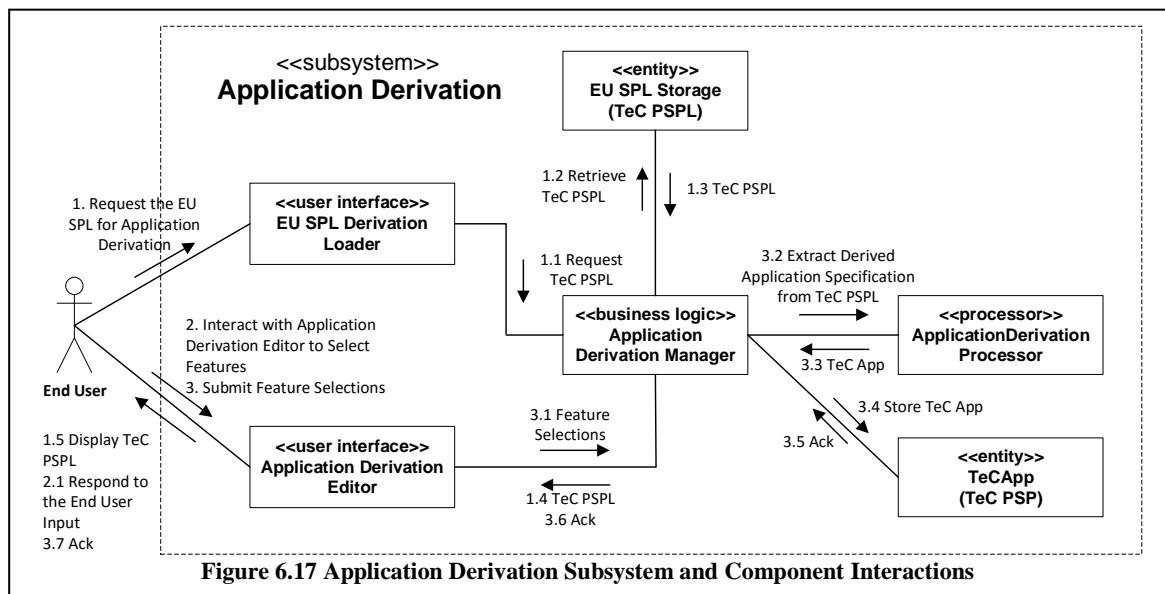 <<subsystem>>
Application Derivation
<<entity>>
EU SPL Storage
(TeC PSPL)
1.2 Retrieve
TeC PSPL
1.3 TeC PSPL
1. Request the EU
SPL for Application
Derivation
<<user interface>>
EU SPL Derivation
Loader
1.1 Request
TeC PSPL
3.2 Extract Derived
Application Specification
from TeC PSPL
<<business logic>>
Application
Derivation Manager
<<processor>>
ApplicationDerivation
Processor
3.3 TeC App
End User
2. Interact with Application
Derivation Editor to Select
Features
3. Submit Feature Selections
3.4 Store TeC App
3.5 Ack
1.5 Display TeC
PSPL
2.1 Respond to
the End User
Input
3.7 Ack
<<user interface>>
Application Derivation
Editor
3.1 Feature
Selections
1.4 TeC PSPL
3.6 Ack
<<entity>>
TeCApp
(TeC PSP)
Figure 6.17 Application Derivation Subsystem and Component Interactions